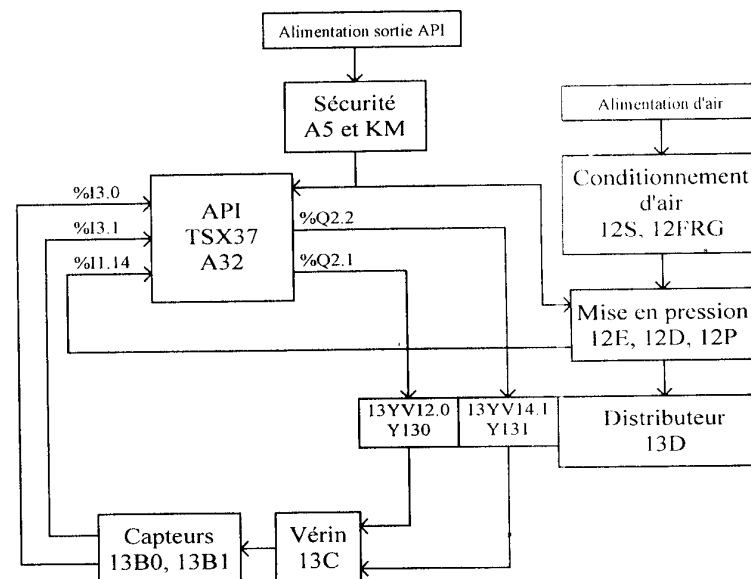 Alimentation sortie API
Sécurité
A5 et KM
Alimentation d'air
Conditionnement
d'air
12S, 12FRG
%I3.0
%I3.1
%I1.14
API
TSX37
A32
%Q2.2
%Q2.1
Mise en pression
12E, 12D, 12P
13YV12.0
Y130
13YV14.1
Y131
Distributeur
13D
Capteurs
13B0, 13B1
Vérin
13C